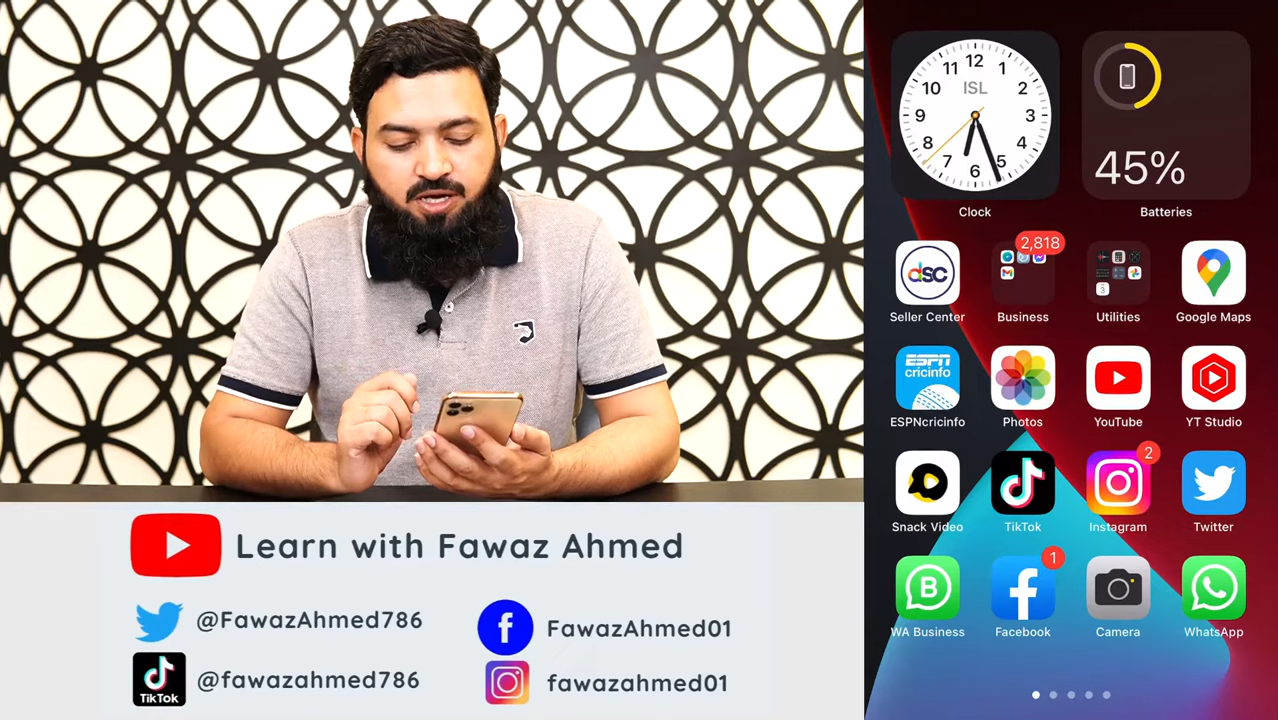 Learn with Fawaz Ahmed
@FawazAhmed786
FawazAhmed01
TikTok
@fawazahmed786
fawazahmed01
12
11
1
10
ISL
2
9
3
8
4
7
5
6
45%
Clock
Batteries
dsc
2,818
3
Seller Center
Business
Utilities
Google Maps
ESPN
cricinfo
ESPNcricinfo
Photos
YouTube
YT Studio
2
Snack Video
TikTok
Instagram
Twitter
B
1
f
WA Business
Facebook
Camera
WhatsApp